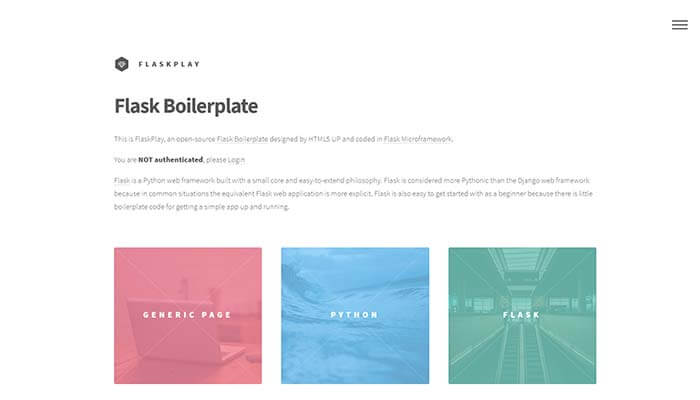 FLASKPLAY
Flask Boilerplate
This is FlaskPlay, an open-source Flask Boilerplate designed by HTML5 UP and coded in Flask Microframework.
You are NOT authenticated, please Login
Flask is a Python web framework built with a small core and easy-to-extend philosophy. Flask is considered more Pythonic than the Django web framework
because in common situations the equivalent Flask web application is more explicit. Flask is also easy to get started with as a beginner because there is little
boilerplate code for getting a simple app up and running.
GENERIC PAGE
PYTHON
FLASK